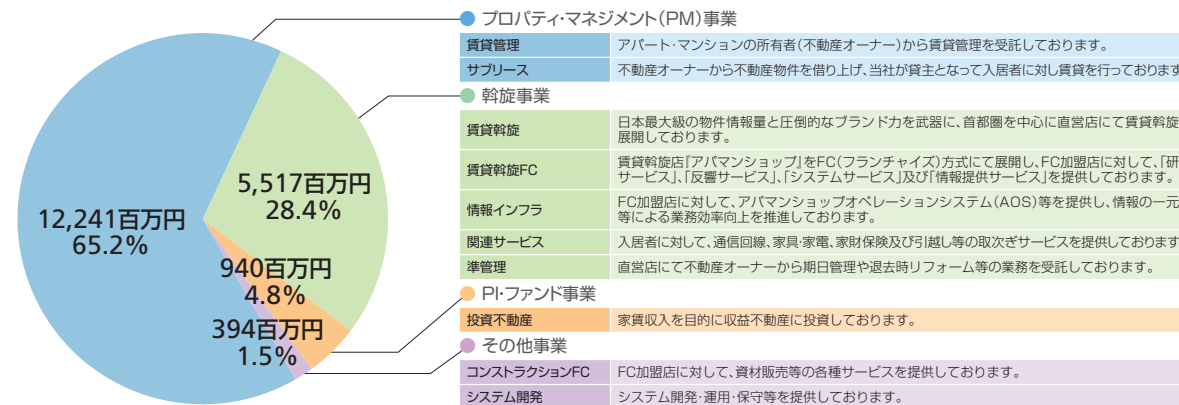 プロパティ・マネジメント(PM)事業
賃貸管理
アパート・マンションの所有者(不動産オーナー)から賃貸管理を受託しております。
サブリース
不動産オーナーから不動産物件を借り上げ、当社が貸主となって入居者に対し賃貸を行っております
斡旋事業
賃貸斡旋
日本最大級の物件情報量と圧倒的なブランド力を武器に、首都圏を中心に直営店にて賃貸斡旋
展開しております。
賃貸斡旋FC
賃貸斡旋店『アパマンショップ』をFC(フランチャイズ)方式にて展開し、FC加盟店に対して、「研
サービス」、「反響サービス」、「システムサービス」及び「情報提供サービス」を提供しております。
情報インフラ
FC加盟店に対して、アパマンショップオペレーションシステム(AOS)等を提供し、情報の一元
等による業務効率向上を推進しております。
関連サービス
入居者に対して、通信回線、家具・家電、家財保険及び引越し等の取次ぎサービスを提供しております
準管理
直営店にて不動産オーナーから期日管理や退去時リフォーム等の業務を受託しております。
PI・ファンド事業
投資不動産
家賃収入を目的に収益不動産に投資しております。
その他事業
コンストラクションFC
FC加盟店に対して、資材販売等の各種サービスを提供しております。
システム開発
システム開発・運用・保守等を提供しております。
12,241百万円
65.2%
5,517百万円
28.4%
940百万円
4.8%
394百万円
1.5%